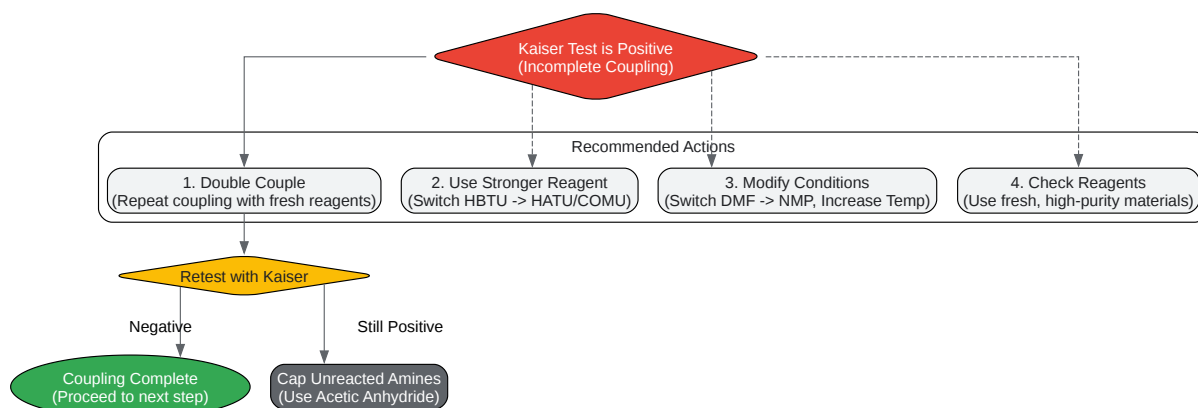 Kaiser Test is Positive
(Incomplete Coupling)
Recommended Actions
1. Double Couple
(Repeat coupling with fresh reagents)
2. Use Stronger Reagent
(Switch HBTU -> HATU/COMU)
3. Modify Conditions
(Switch DMF -> NMP, Increase Temp)
4. Check Reagents
(Use fresh, high-purity materials)
Retest with Kaiser
Negative
Still Positive
Coupling Complete
(Proceed to next step)
Cap Unreacted Amines
(Use Acetic Anhydride)